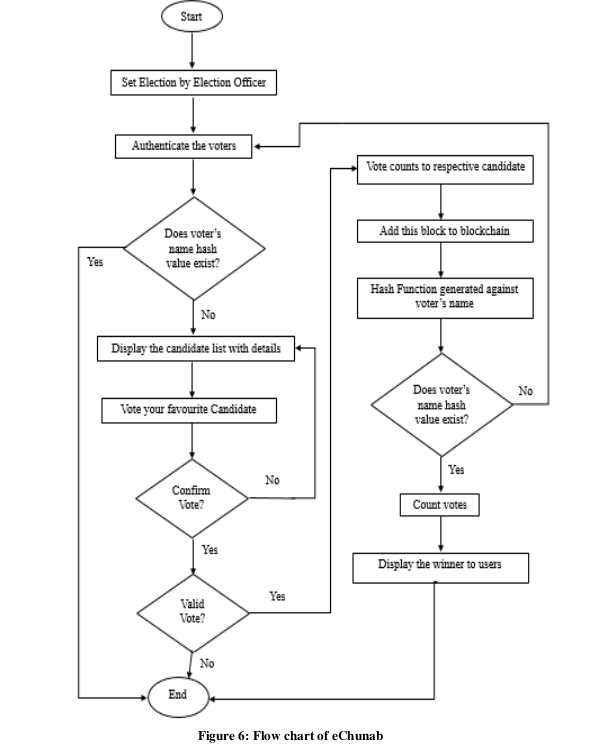 Start
Set Election by Election Officer
Authenticate the voters
Does voter's
name hash
value exist?
Yes
No
Display the candidate list with details
Vote your favourite Candidate
Confirm
Vote?
No
Yes
Valid
Vote?
Yes
No
End
Vote counts to respective candidate
Add this block to blockchain
Hash Function generated against
voter's name
Does voter's
name hash
value exist?
No
Yes
Count votes
Display the winner to users
Figure 6: Flow chart of eChunab